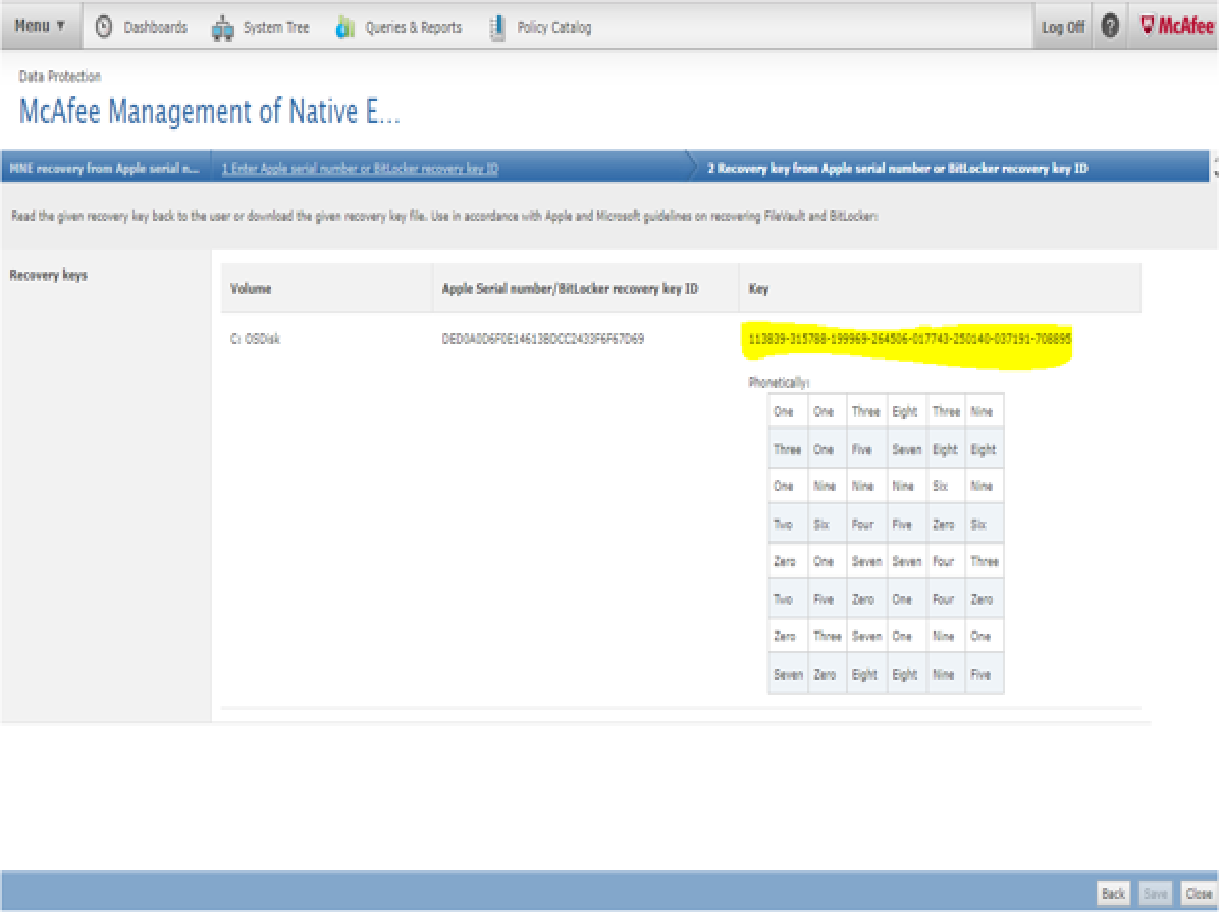 Menu ▼ Dashboards System Tree Queries & Reports Policy Catalog Log Off ? McAfee
Data Protection
McAfee Management of Native E...
MNE recovery from Apple serial n... 1 Enter Apple serial number or BitLocker recovery key ID 2 Recovery key from Apple serial number or BitLocker recovery key ID
Read the given recovery key back to the user or download the given recovery key file. Use in accordance with Apple and Microsoft guidelines on recovering FileVault and BitLocker:
Recovery keys
Volume Apple Serial number/BitLocker recovery key ID Key
C: OSDisk 113839-315788-199969-264506-017743-250140-037191-708895
Phonetically:
One One Three Eight Three Nine
Three One Five Seven Eight Eight
One Nine Nine Nine Six Nine
Two Six Four Five Zero Six
Zero One Seven Seven Four Three
Two Five Zero One Four Zero
Zero Three Seven One Nine One
Seven Zero Eight Eight Nine Five
Back Save Close